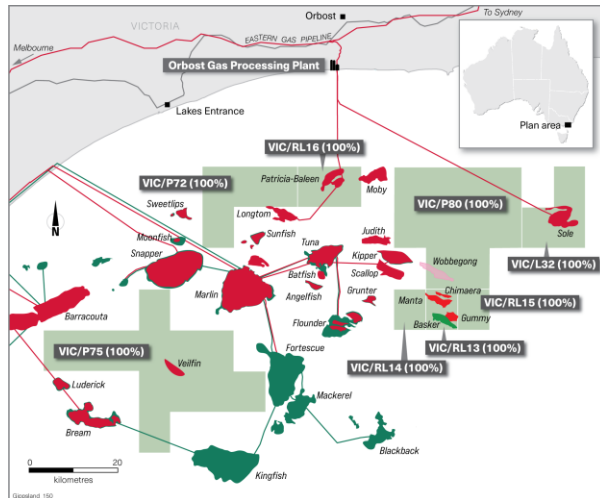 Orbost
To Sydney
VICTORIA
EASTERN GAS PIPELINE
Melbourne
Orbost Gas Processing Plant
Lakes Entrance
Plan area
VIC/RL16 (100%)
VIC/P72 (100%)
Patricia-Baleen
Moby
VIC/P80 (100%)
Sweetlips
Longtom
Sole
Moonfish
Sunfish
Judith
Snapper
Tuna
Kipper
Wobbegong
VIC/L32 (100%)
N
Batfish
Scallop
Chimaera
Marlin
Angelfish
Grunter
Manta
VIC/RL15 (100%)
Barracouta
Flounder
Gummy
Basker
VIC/P75 (100%)
Fortescue
VIC/RL13 (100%)
Veilfin
VIC/RL14 (100%)
Luderick
Mackerel
Bream
Blackback
0 20
kilometres
Kingfish
Gippsland 150